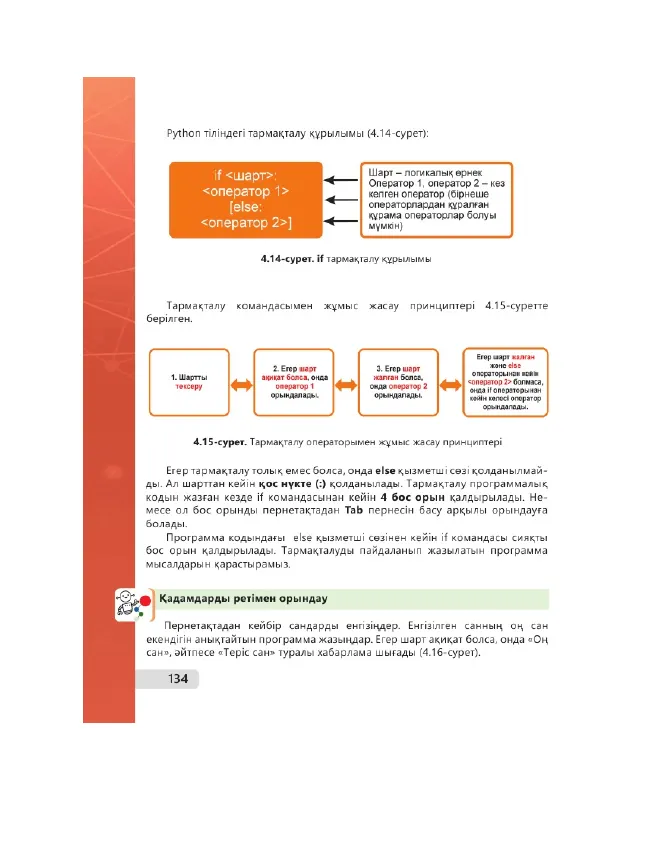 Python тіліндегі тармақталу құрылымы (4.14-сурет):
if <шарт>:
<оператор 1>
[else:
<оператор 2>]
Шарт – логикалық өрнек
Оператор 1, оператор 2 – кез
келген оператор (бірнеше
операторлардан құралған
құрама операторлар болуы
мүмкін)
4.14-сурет. if тармақталу құрылымы
Тармақталу командасымен жұмыс жасау принциптері 4.15-суретте
берілген.
1. Шартты
тексеру
2. Егер шарт
ақиқат болса, онда
оператор 1
орындалады.
3. Егер шарт
жалған болса,
онда оператор 2
орындалады.
Егер шарт жалған
және else
операторынан кейін
<оператор 2> болмаса,
онда if операторынан
кейін келесі оператор
орындалады.
4.15-сурет. Тармақталу операторымен жұмыс жасау принциптері
Егер тармақталу толық емес болса, онда else қызметші сөзі қолданылмай-
ды. Ал шарттан кейін қос нүкте (:) қолданылады. Тармақталу программалық
кодын жазған кезде if командасынан кейін 4 бос орын қалдырылады. Не-
месе ол бос орынды пернетақтадан Tab пернесін басу арқылы орындауға
болады.
Программа кодындағы else қызметші сөзінен кейін if командасы сияқты
бос орын қалдырылады. Тармақталуды пайдаланып жазылатын программа
мысалдарын қарастырамыз.
Қадамдарды ретімен орындау
Пернетақтадан кейбір сандарды енгізіңдер. Енгізілген санның оң сан
екендігін анықтайтын программа жазыңдар. Егер шарт ақиқат болса, онда «Оң
сан», әйтпесе «Теріс сан» туралы хабарлама шығады (4.16-сурет).
134